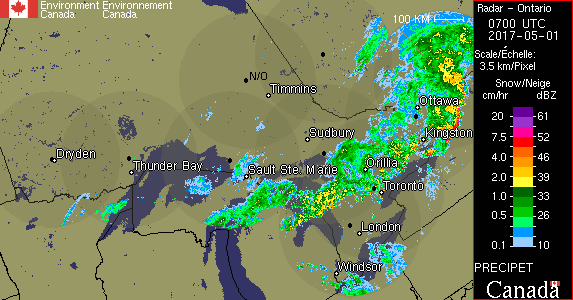 Environment Environnement
Canada Canada
Radar - Ontario
0700 UTC
2017-05-01
Scale/Échelle:
3.5 km/Pixel
Snow/Neige
cm/hr dBZ
20 61
7.5 52
4.0 46
2.0 39
1.0 33
0.5 26
0.1 10
PRECIPET
Canada
100 KM
N/O
Timmins
Ottawa
Sudbury
Kingston
Dryden
Thunder Bay
Sault Ste. Marie
Orillia
Toronto
London
Windsor